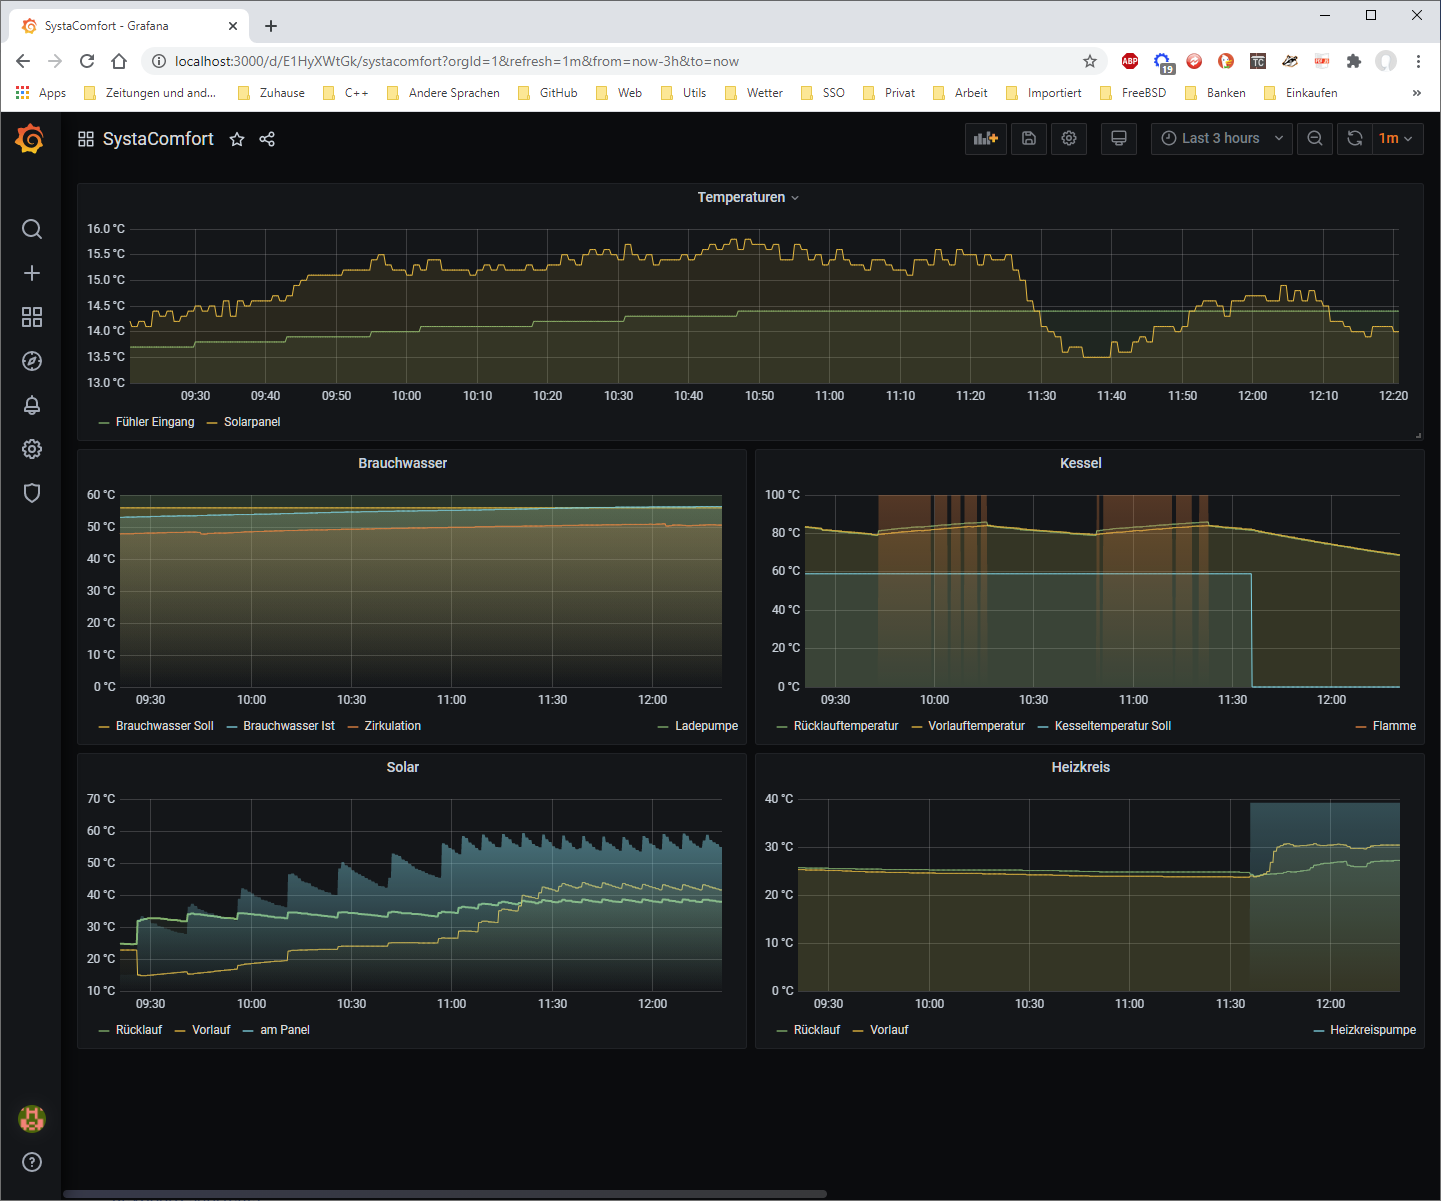 SystaComfort - Grafana
localhost:3000/d/E1HyXWtGk/systacomfort?orgId=1&refresh=1m&from=now-3h&to=now
ABP 19 TC
Apps Zeitungen und and... Zuhause C++ Andere Sprachen GitHub Web Utils Wetter SSO Privat Arbeit Importiert FreeBSD Banken Einkaufen »
SystaComfort Last 3 hours 1m
Temperaturen
16.0 °C
15.5 °C
15.0 °C
14.5 °C
14.0 °C
13.5 °C
13.0 °C
09:30 09:40 09:50 10:00 10:10 10:20 10:30 10:40 10:50 11:00 11:10 11:20 11:30 11:40 11:50 12:00 12:10 12:20
Fühler Eingang Solarpanel
Brauchwasser
60 °C
50 °C
40 °C
30 °C
20 °C
10 °C
0 °C
09:30 10:00 10:30 11:00 11:30 12:00
Brauchwasser Soll Brauchwasser Ist Zirkulation Ladepumpe
Kessel
100 °C
80 °C
60 °C
40 °C
20 °C
0 °C
09:30 10:00 10:30 11:00 11:30 12:00
Rücklauftemperatur Vorlauftemperatur Kesseltemperatur Soll Flamme
Solar
70 °C
60 °C
50 °C
40 °C
30 °C
20 °C
10 °C
09:30 10:00 10:30 11:00 11:30 12:00
Rücklauf Vorlauf am Panel
Heizkreis
40 °C
30 °C
20 °C
10 °C
0 °C
09:30 10:00 10:30 11:00 11:30 12:00
Rücklauf Vorlauf Heizkreispumpe